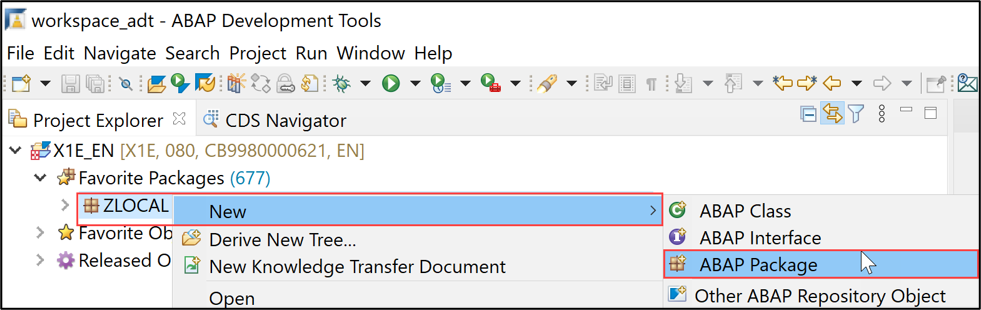 workspace_adt - ABAP Development Tools
File Edit Navigate Search Project Run Window Help
Project Explorer CDS Navigator
X1E_EN [X1E, 080, CB9980000621, EN]
Favorite Packages (677)
ZLOCAL New ABAP Class
Favorite Ob Derive New Tree... ABAP Interface
Released O New Knowledge Transfer Document ABAP Package
Open Other ABAP Repository Object